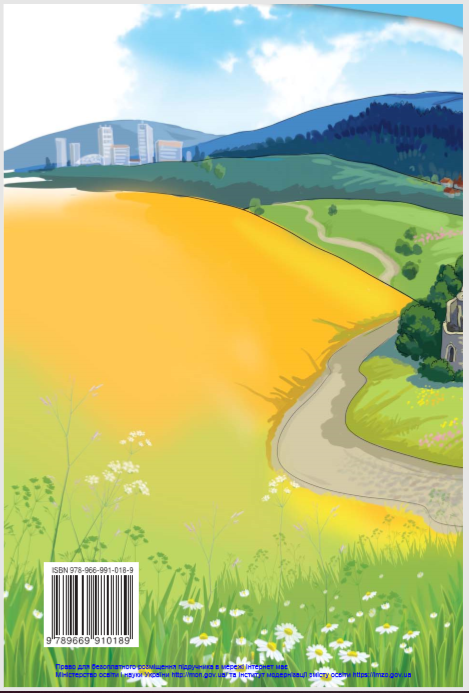 ISBN 978-966-991-018-9
9 789669 910189
Право для безоплатного розміщення підручника в мережі Інтернет має
Міністерство освіти і науки України http://mon.gov.ua/ та Інститут модернізації змісту освіти https://imzo.gov.ua